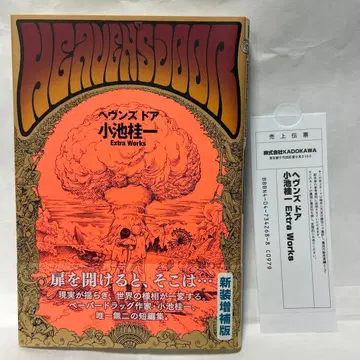 HEAVEN'S DOOR
ヘヴンズ ドア
小池桂一
Extra Works
扉を開けると、そこは…
現実が揺らぎ、世界の様相が一変する。
ペーパードラッグ作家・小池桂一、
唯一無二の短編集。
新装増補版
売上伝票
株式会社KADOKAWA
ヘヴンズ ドア
小池桂一 Extra Works